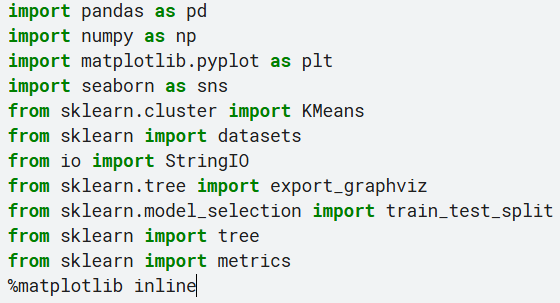 import pandas as pd
import numpy as np
import matplotlib.pyplot as plt
import seaborn as sns
from sklearn.cluster import KMeans
from sklearn import datasets
from io import StringIO
from sklearn.tree import export_graphviz
from sklearn.model_selection import train_test_split
from sklearn import tree
from sklearn import metrics
%matplotlib inline